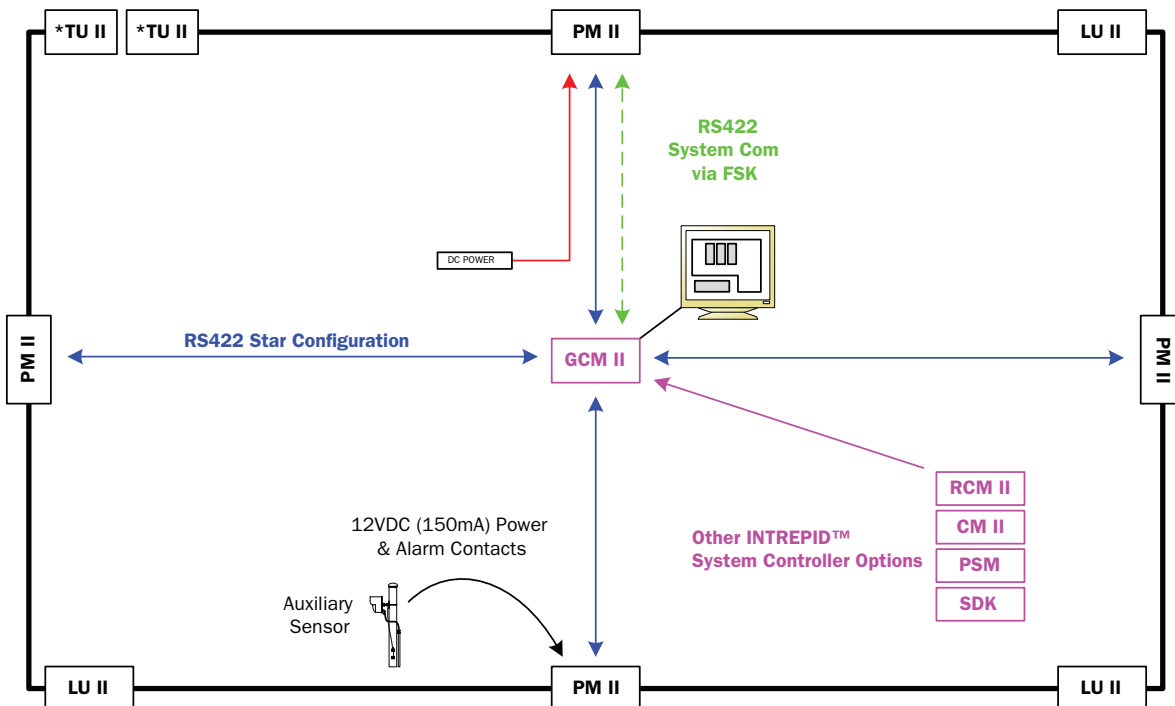 *TU II
*TU II
PM II
LU II
RS422
System Com
via FSK
DC POWER
PM II
RS422 Star Configuration
GCM II
PM II
RCM II
CM II
PSM
SDK
Other INTREPID™
System Controller Options
12VDC (150mA) Power
& Alarm Contacts
Auxiliary
Sensor
LU II
PM II
LU II